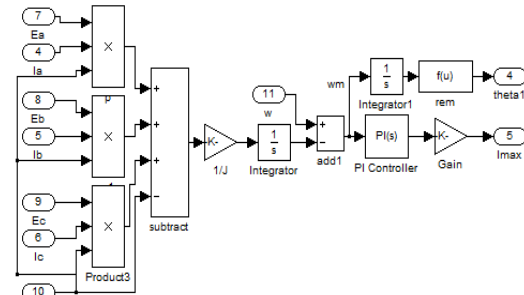 7
Ea
4
Ia
X
8
Eb
5
Ib
X
9
Ec
6
Ic
X
Product3
10
+
+
+
−
subtract
K-
1/J
1
s
Integrator
11
w
+
−
add1
wm
1
s
Integrator1
f(u)
rem
4
theta1
PI(s)
PI Controller
K-
Gain
5
Imax